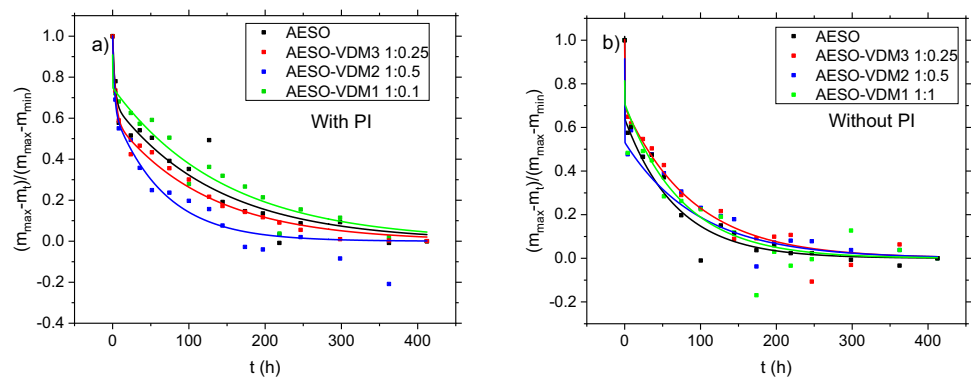 a)
AESO
AESO-VDM3 1:0.25
AESO-VDM2 1:0.5
AESO-VDM1 1:0.1
With PI
1.0
0.8
0.6
0.4
0.2
0.0
-0.2
-0.4
0
100
200
300
400
t (h)
(m_max-m_t)/(m_max-m_min)
b)
AESO
AESO-VDM3 1:0.25
AESO-VDM2 1:0.5
AESO-VDM1 1:1
Without PI
1.0
0.8
0.6
0.4
0.2
0.0
-0.2
0
100
200
300
400
t (h)
(m_max-m_t)/(m_max-m_min)